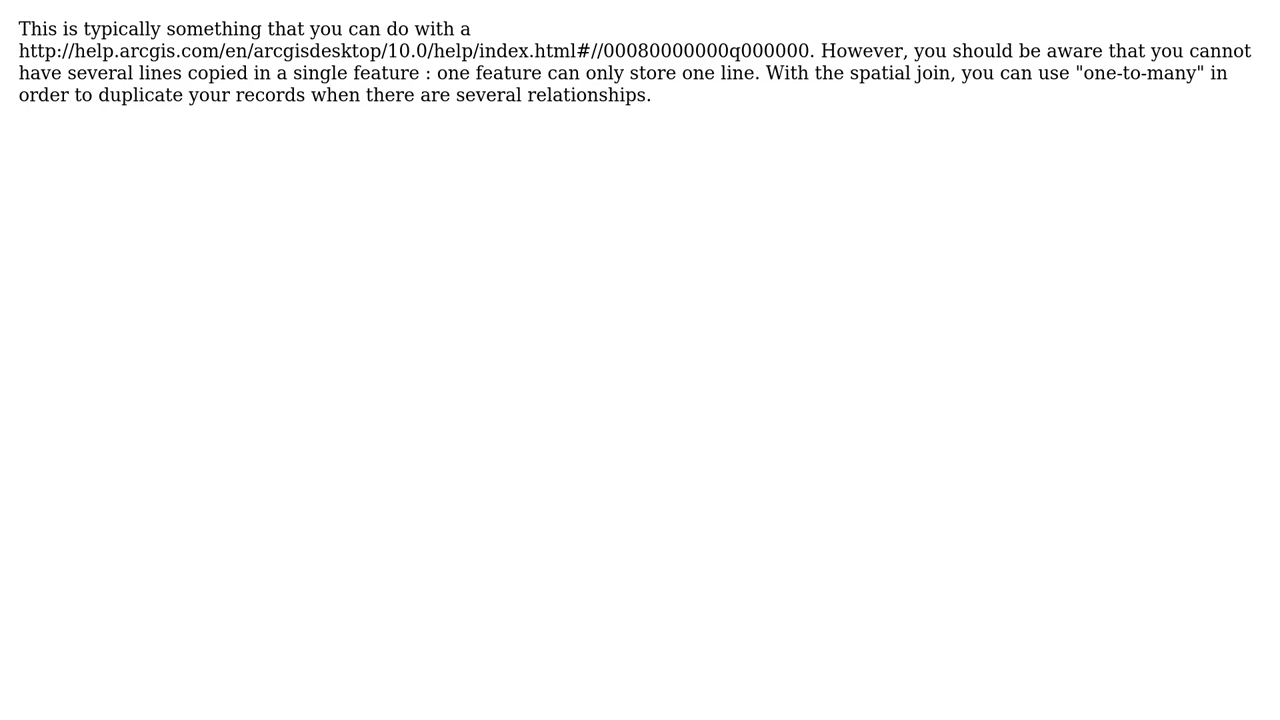 This is typically something that you can do with a
http://help.arcgis.com/en/arcgisdesktop/10.0/help/index.html#//00080000000q000000. However, you should be aware that you cannot
have several lines copied in a single feature : one feature can only store one line. With the spatial join, you can use "one-to-many" in
order to duplicate your records when there are several relationships.